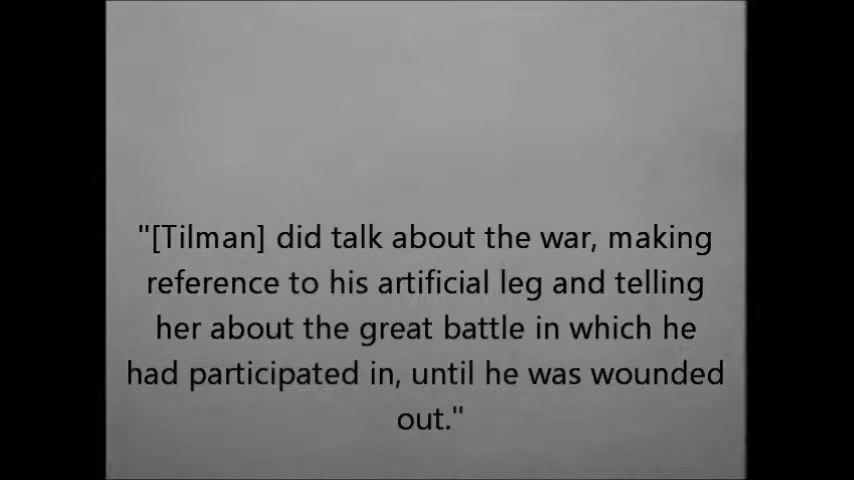 "[Tilman] did talk about the war, making
reference to his artificial leg and telling
her about the great battle in which he
had participated in, until he was wounded
out."